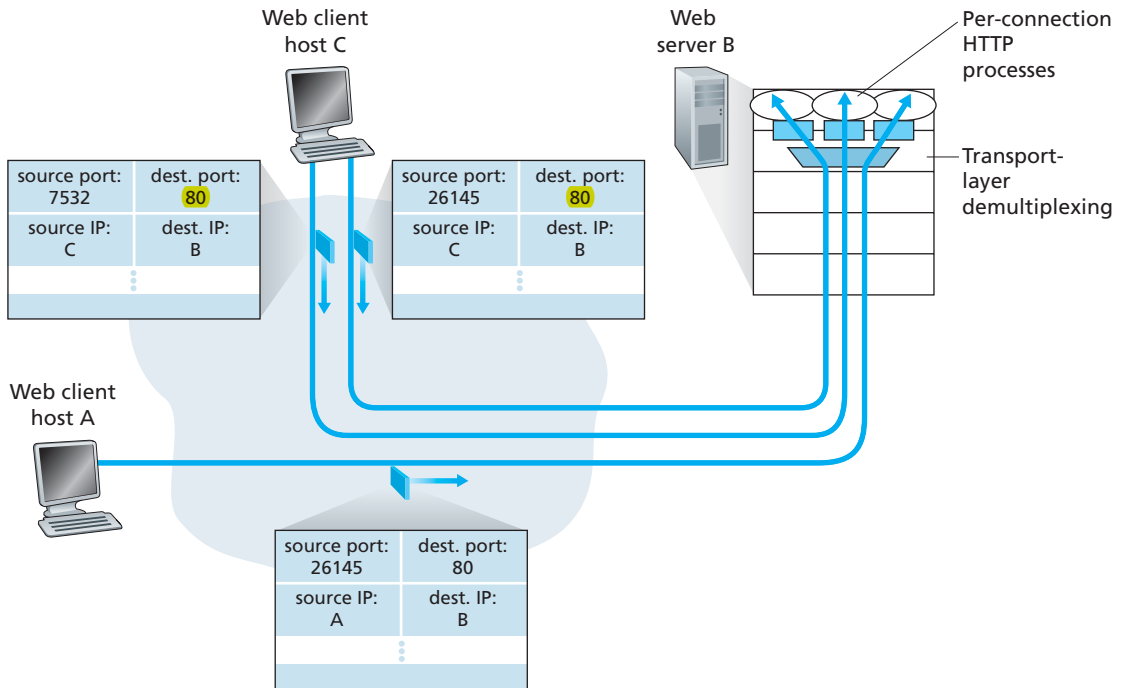 Web client
host C
Web
server B
Per-connection
HTTP
processes
Transport-
layer
demultiplexing
source port:
7532
dest. port:
80
source IP:
C
dest. IP:
B
source port:
26145
dest. port:
80
source IP:
C
dest. IP:
B
Web client
host A
source port:
26145
dest. port:
80
source IP:
A
dest. IP:
B